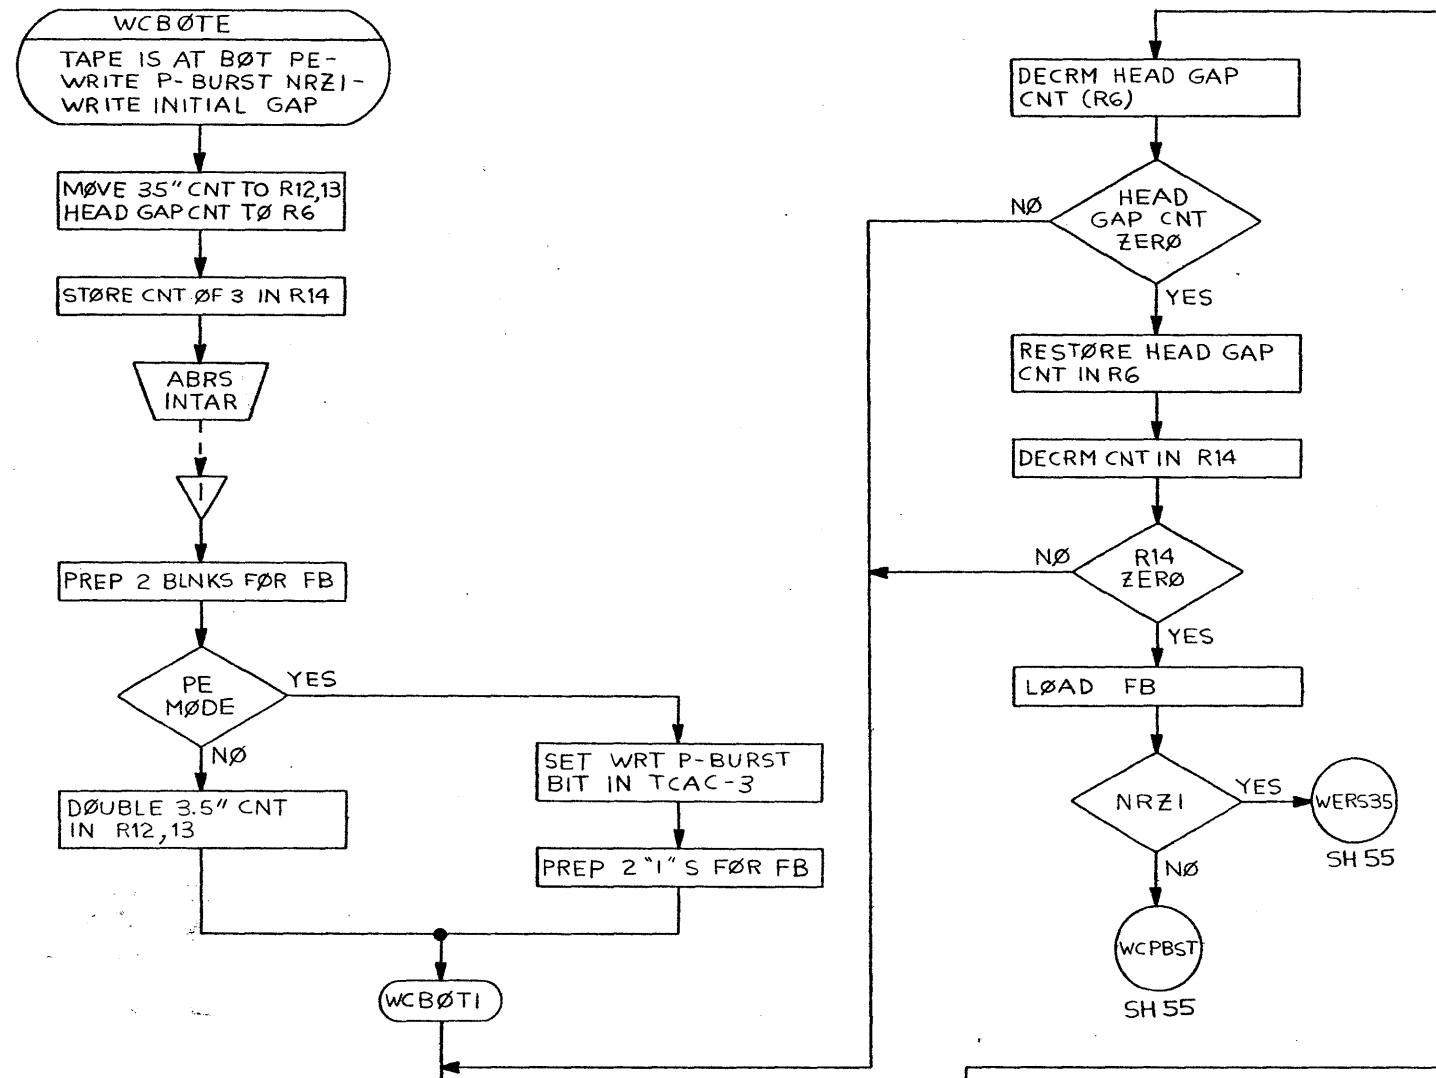 WCBØTE
TAPE IS AT BØT PE-
WRITE P-BURST NRZI-
WRITE INITIAL GAP
MØVE 3.5" CNT TO R12,13
HEAD GAP CNT TØ R6
STØRE CNT ØF 3 IN R14
ABRS
INTAR
I
PREP 2 BLNKS FØR FB
PE
MØDE
YES
NØ
DØUBLE 3.5" CNT
IN R12,13
SET WRT P-BURST
BIT IN TCAC-3
PREP 2 "1" S FØR FB
WCBØT1
DECRM HEAD GAP
CNT (R6)
HEAD
GAP CNT
ZERØ
NØ
YES
RESTØRE HEAD GAP
CNT IN R6
DECRM CNT IN R14
R14
ZERØ
NØ
YES
LØAD FB
NRZI
YES
WERS35
SH 55
NØ
WCPBST
SH 55